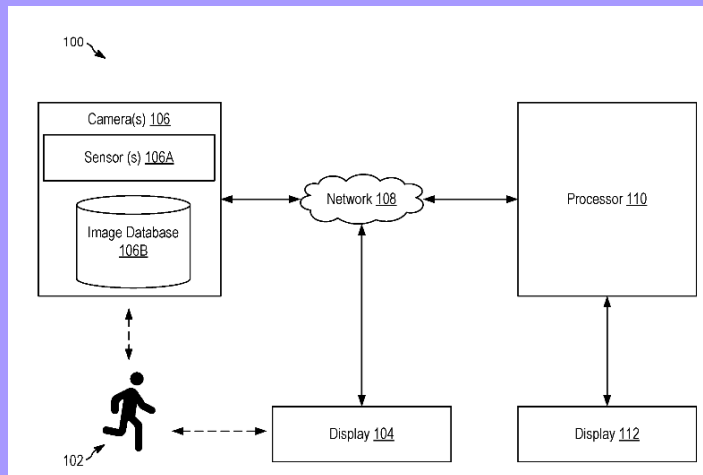 100
Camera(s) 106
Sensor (s) 106A
Image Database
106B
Network 108
Processor 110
102
Display 104
Display 112